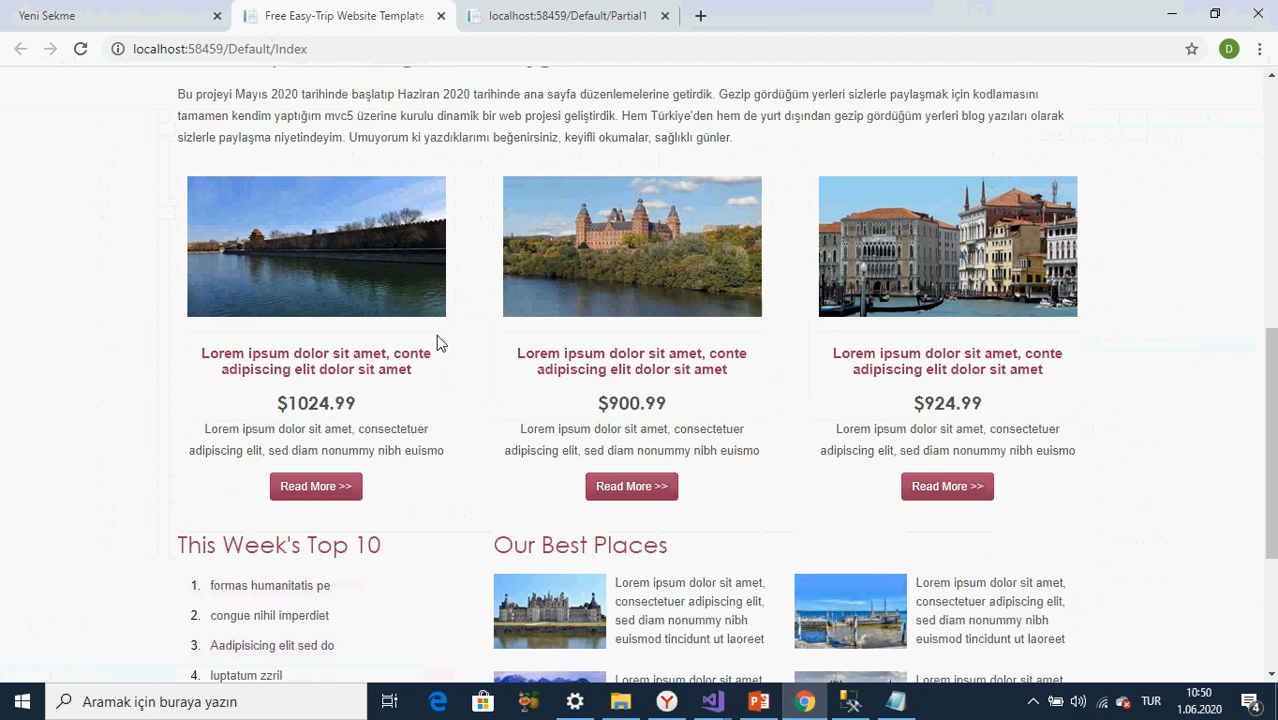 Yeni Sekme
Free Easy-Trip Website Template
localhost:58459/Default/Partial1
localhost:58459/Default/Index
D
Bu projeyi Mayıs 2020 tarihinde başlatıp Haziran 2020 tarihinde ana sayfa düzenlemelerine getirdik. Gezip gördüğüm yerleri sizlerle paylaşmak için kodlamasını
tamamen kendim yaptığım mvc5 üzerine kurulu dinamik bir web projesi geliştirdik. Hem Türkiye'den hem de yurt dışından gezip gördüğüm yerleri blog yazıları olarak
sizlerle paylaşma niyetindeyim. Umuyorum ki yazdıklarımı beğenirsiniz, keyifli okumalar, sağlıklı günler.
Lorem ipsum dolor sit amet, conte
adipiscing elit dolor sit amet
$1024.99
Lorem ipsum dolor sit amet, consectetuer
adipiscing elit, sed diam nonummy nibh euismo
Read More >>
Lorem ipsum dolor sit amet, conte
adipiscing elit dolor sit amet
$900.99
Lorem ipsum dolor sit amet, consectetuer
adipiscing elit, sed diam nonummy nibh euismo
Read More >>
Lorem ipsum dolor sit amet, conte
adipiscing elit dolor sit amet
$924.99
Lorem ipsum dolor sit amet, consectetuer
adipiscing elit, sed diam nonummy nibh euismo
Read More >>
This Week's Top 10
1. formas humanitatis pe
2. congue nihil imperdiet
3. Aadipisicing elit sed do
4. luptatum zzril
Our Best Places
Lorem ipsum dolor sit amet,
consectetuer adipiscing elit,
sed diam nonummy nibh
euismod tincidunt ut laoreet
Lorem ipsum dolor sit amet,
consectetuer adipiscing elit,
sed diam nonummy nibh
euismod tincidunt ut laoreet
Lorem ipsum dolor sit amet,
Lorem ipsum dolor sit amet,
Aramak için buraya yazın
TUR
10:50
1.06.2020
4